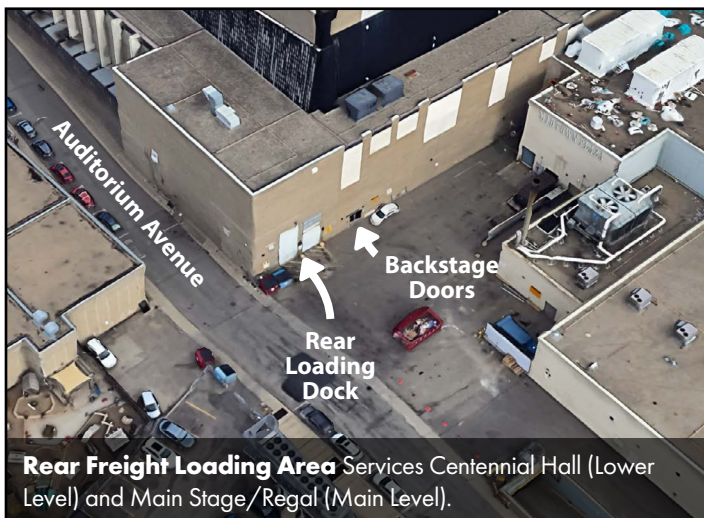 Auditorium Avenue
Backstage
Doors
Rear
Loading
Dock
Rear Freight Loading Area Services Centennial Hall (Lower
Level) and Main Stage/Regal (Main Level).